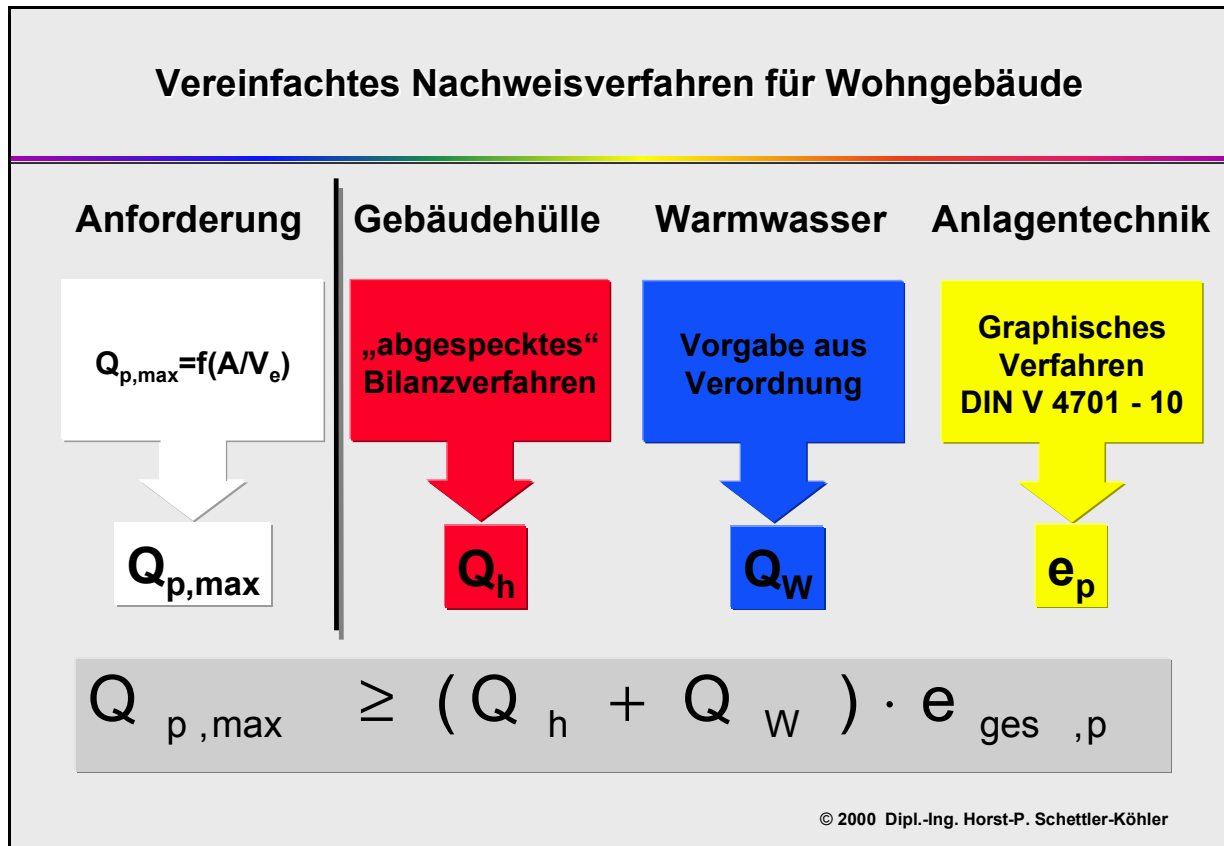 Vereinfachtes Nachweisverfahren für Wohngebäude
Anforderung
Gebäudehülle
Warmwasser
Anlagentechnik
Qp,max=f(A/Ve)
„abgespecktes“
Bilanzverfahren
Vorgabe aus
Verordnung
Graphisches
Verfahren
DIN V 4701 - 10
Qp,max
Qh
QW
ep
Q p ,max ≥ ( Q h + Q W ) · e ges ,p
© 2000 Dipl.-Ing. Horst-P. Schettler-Köhler